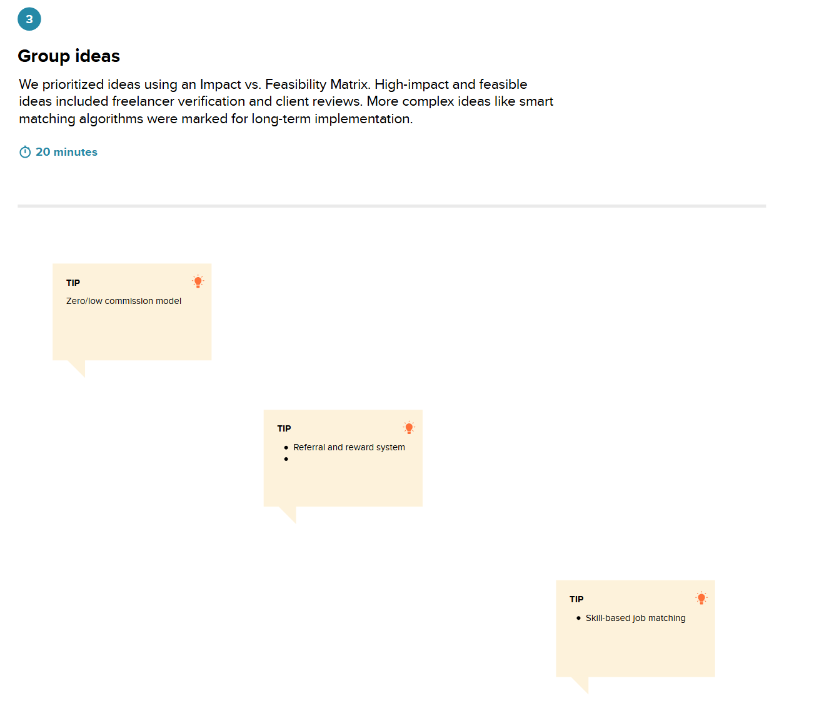 3
Group ideas
We prioritized ideas using an Impact vs. Feasibility Matrix. High-impact and feasible
ideas included freelancer verification and client reviews. More complex ideas like smart
matching algorithms were marked for long-term implementation.
20 minutes
TIP
Zero/low commission model
TIP
• Referral and reward system
•
TIP
• Skill-based job matching